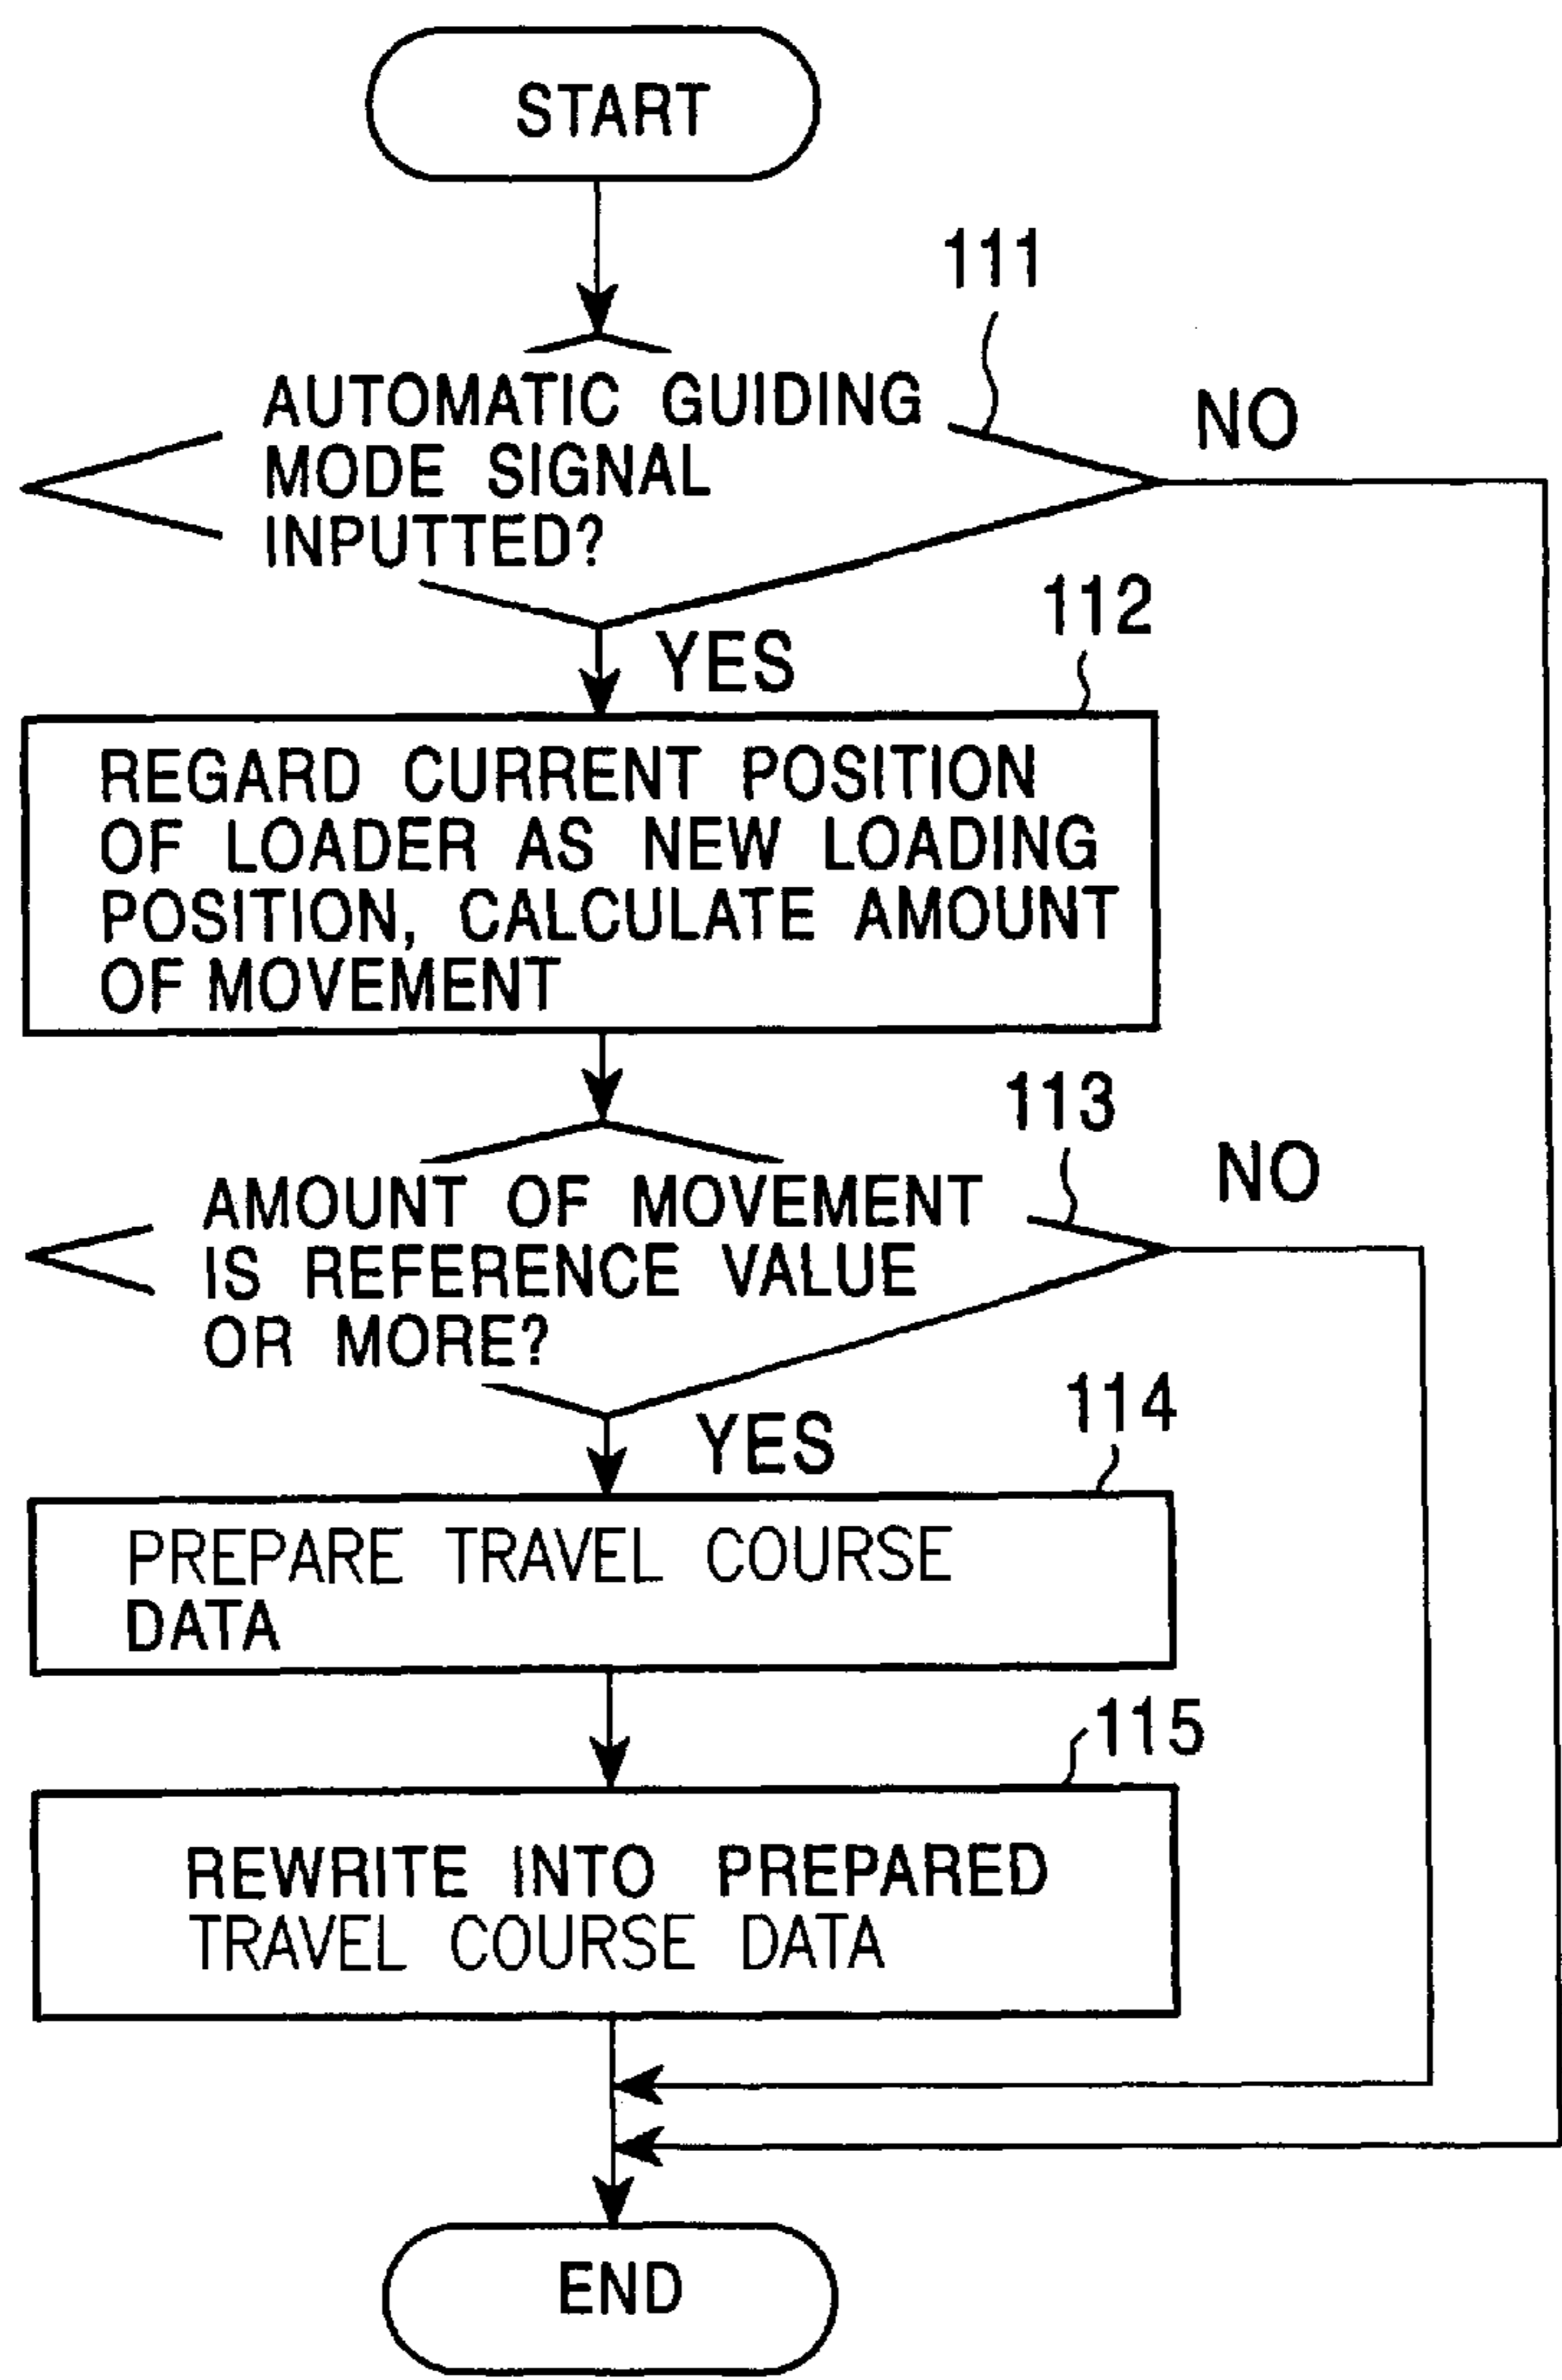 START
111
AUTOMATIC GUIDING
MODE SIGNAL
INPUTTED?
NO
YES
112
REGARD CURRENT POSITION
OF LOADER AS NEW LOADING
POSITION, CALCULATE AMOUNT
OF MOVEMENT
113
AMOUNT OF MOVEMENT
IS REFERENCE VALUE
OR MORE?
NO
YES
114
PREPARE TRAVEL COURSE
DATA
115
REWRITE INTO PREPARED
TRAVEL COURSE DATA
END